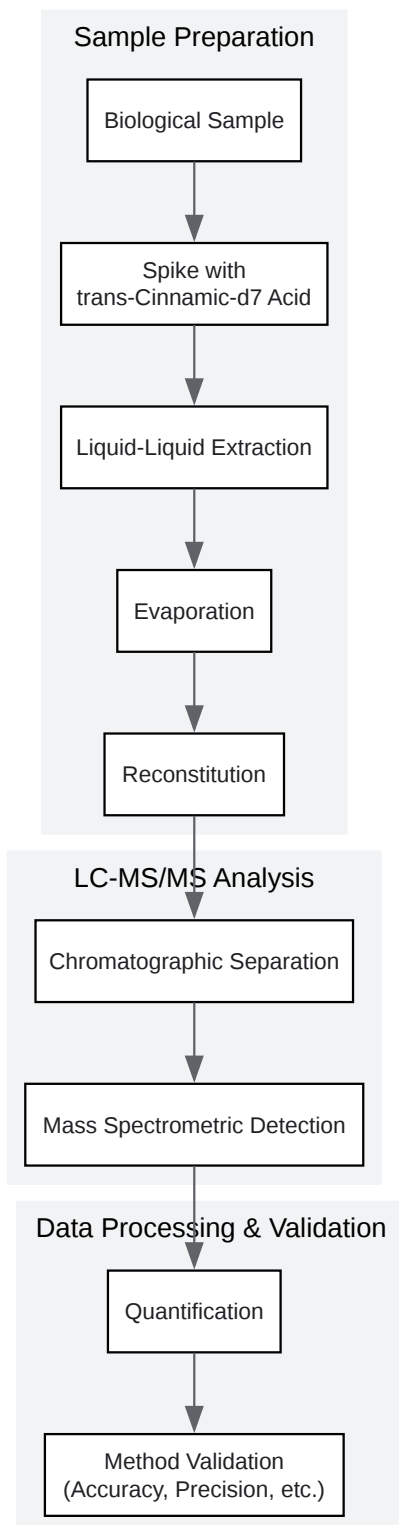 Sample Preparation
Biological Sample
Spike with
trans-Cinnamic-d7 Acid
Liquid-Liquid Extraction
Evaporation
Reconstitution
LC-MS/MS Analysis
Chromatographic Separation
Mass Spectrometric Detection
Data Processing & Validation
Quantification
Method Validation
(Accuracy, Precision, etc.)